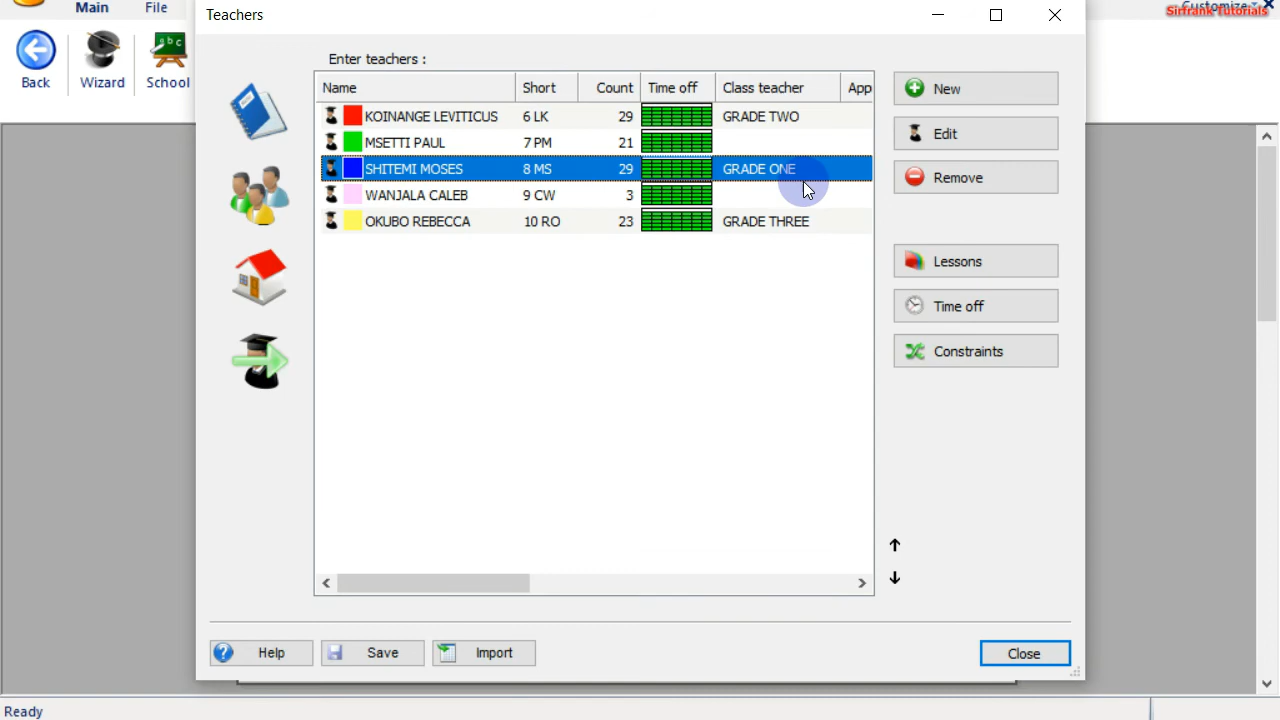 Main File Teachers Customize
Sirfrank Tutorials
Back Wizard School
Enter teachers :
Name Short Count Time off Class teacher App
KOINANGE LEVITICUS 6 LK 29 GRADE TWO
MSETTI PAUL 7 PM 21
SHITEMI MOSES 8 MS 29 GRADE ONE
WANJALA CALEB 9 CW 3
OKUBO REBECCA 10 RO 23 GRADE THREE
New
Edit
Remove
Lessons
Time off
Constraints
Help Save Import Close
Ready